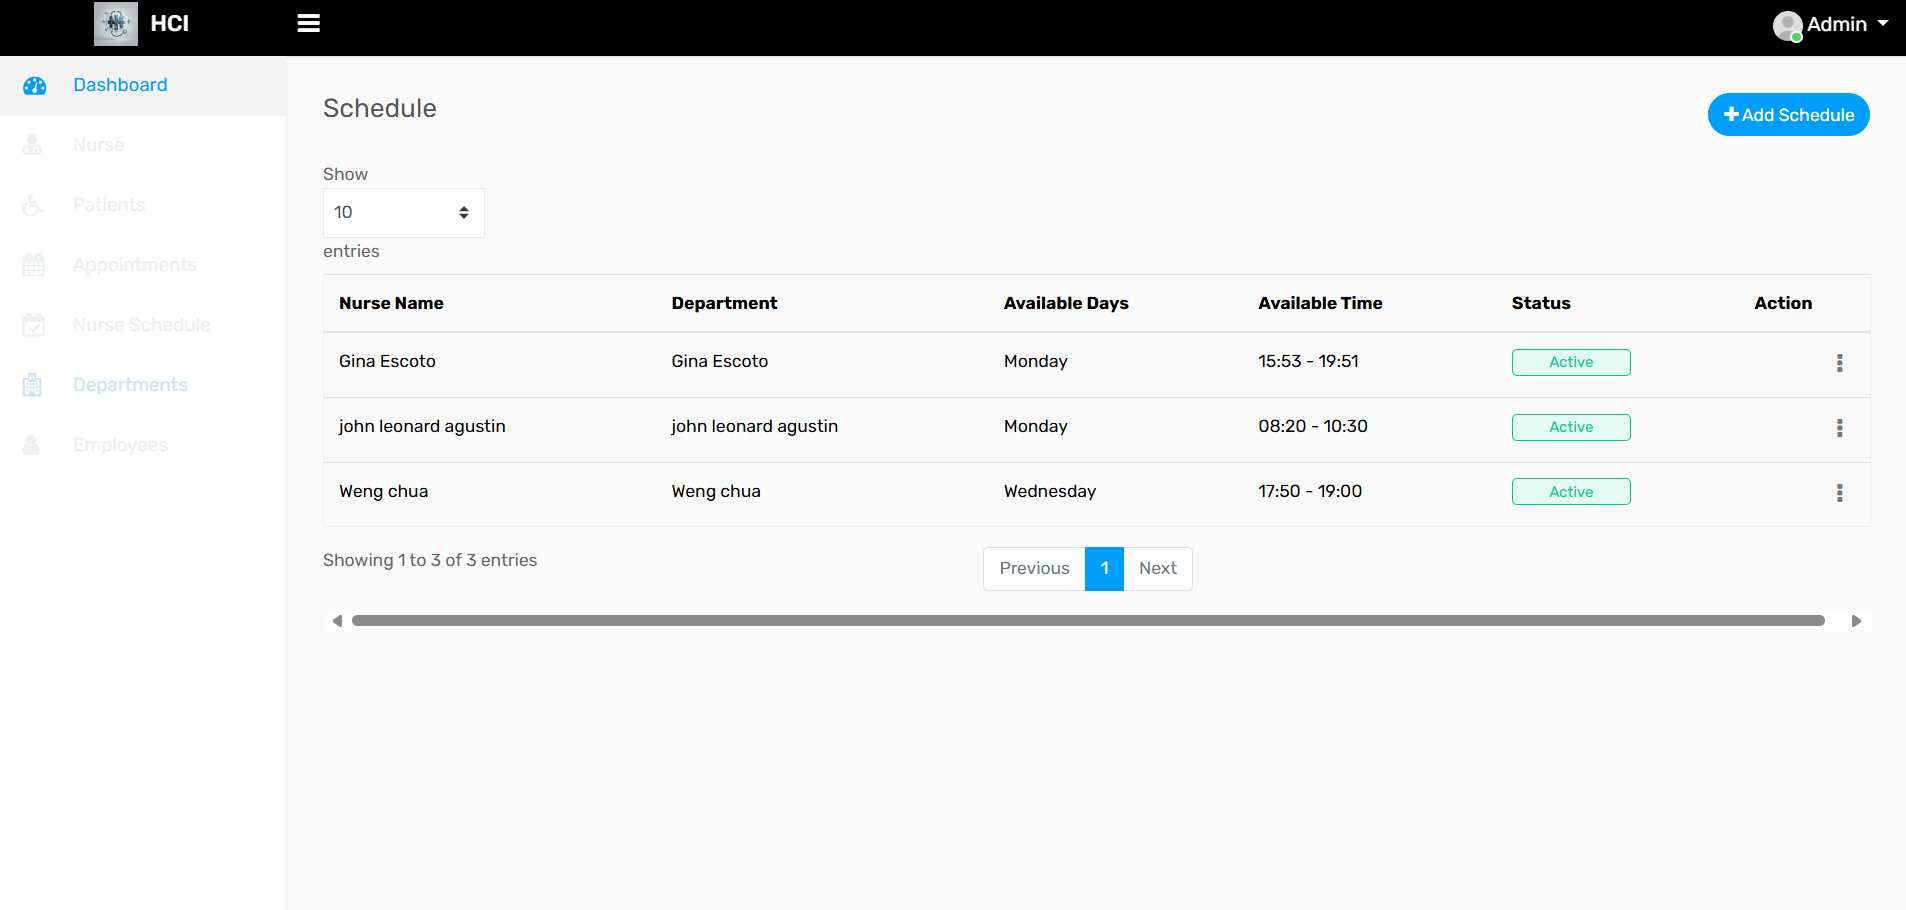 HCI
Admin
Dashboard
Nurse
Patients
Appointments
Nurse Schedule
Departments
Employees
Schedule
Add Schedule
Show
10
entries
Nurse Name Department Available Days Available Time Status Action
Gina Escoto Gina Escoto Monday 15:53 - 19:51 Active
john leonard agustin john leonard agustin Monday 08:20 - 10:30 Active
Weng chua Weng chua Wednesday 17:50 - 19:00 Active
Showing 1 to 3 of 3 entries
Previous 1 Next